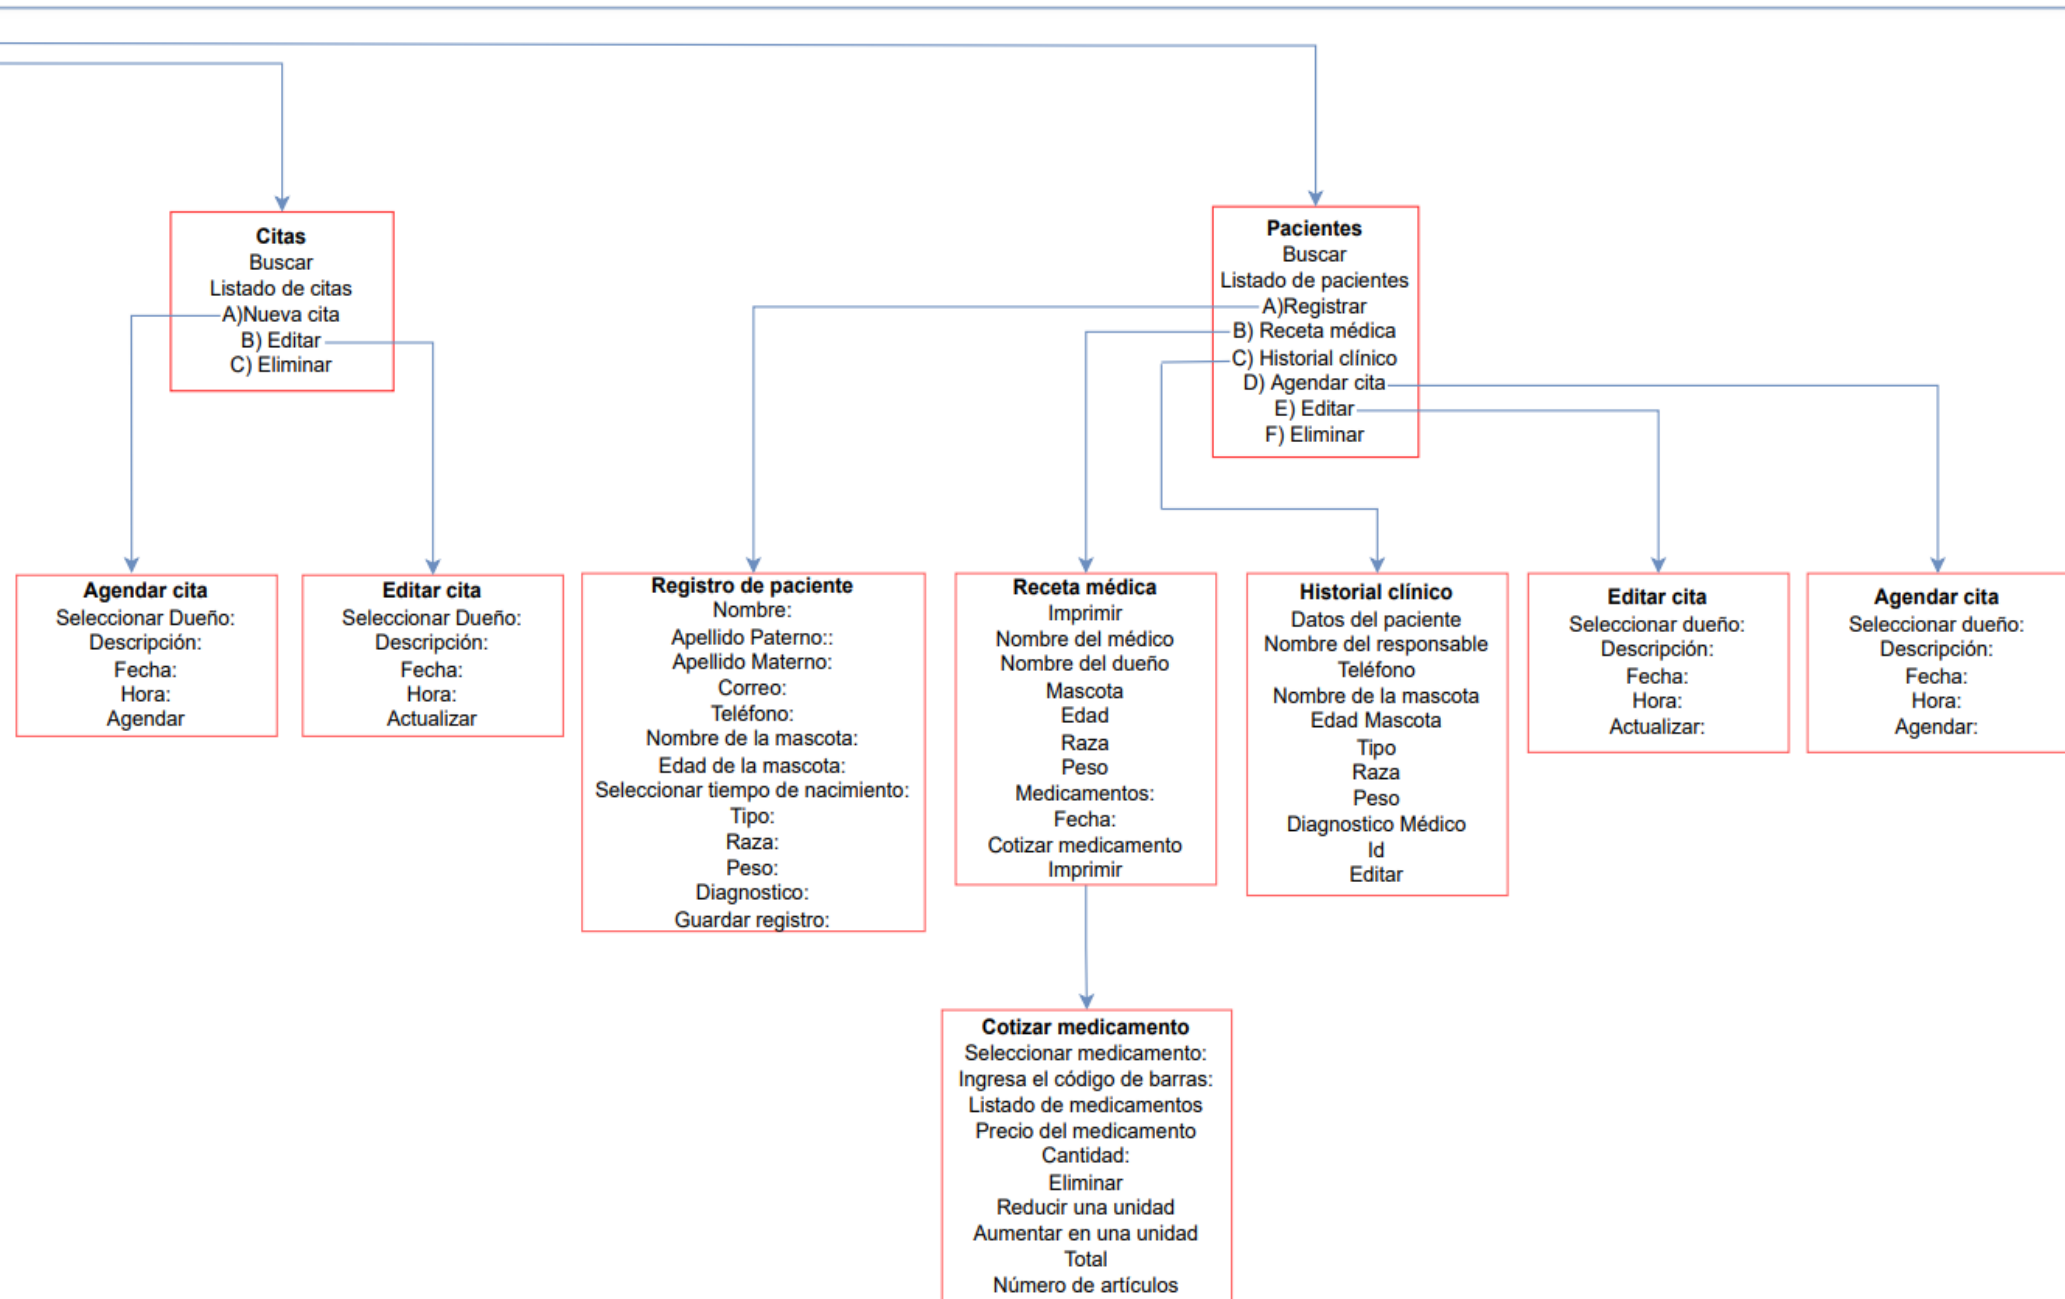 Citas
Buscar
Listado de citas
A)Nueva cita
B) Editar
C) Eliminar
Pacientes
Buscar
Listado de pacientes
A)Registrar
B) Receta médica
C) Historial clínico
D) Agendar cita
E) Editar
F) Eliminar
Agendar cita
Seleccionar Dueño:
Descripción:
Fecha:
Hora:
Agendar
Editar cita
Seleccionar Dueño:
Descripción:
Fecha:
Hora:
Actualizar
Registro de paciente
Nombre:
Apellido Paterno::
Apellido Materno:
Correo:
Teléfono:
Nombre de la mascota:
Edad de la mascota:
Seleccionar tiempo de nacimiento:
Tipo:
Raza:
Peso:
Diagnostico:
Guardar registro:
Receta médica
Imprimir
Nombre del médico
Nombre del dueño
Mascota
Edad
Raza
Peso
Medicamentos:
Fecha:
Cotizar medicamento
Imprimir
Historial clínico
Datos del paciente
Nombre del responsable
Teléfono
Nombre de la mascota
Edad Mascota
Tipo
Raza
Peso
Diagnostico Médico
Id
Editar
Editar cita
Seleccionar dueño:
Descripción:
Fecha:
Hora:
Actualizar:
Agendar cita
Seleccionar dueño:
Descripción:
Fecha:
Hora:
Agendar:
Cotizar medicamento
Seleccionar medicamento:
Ingresa el código de barras:
Listado de medicamentos
Precio del medicamento
Cantidad:
Eliminar
Reducir una unidad
Aumentar en una unidad
Total
Número de artículos